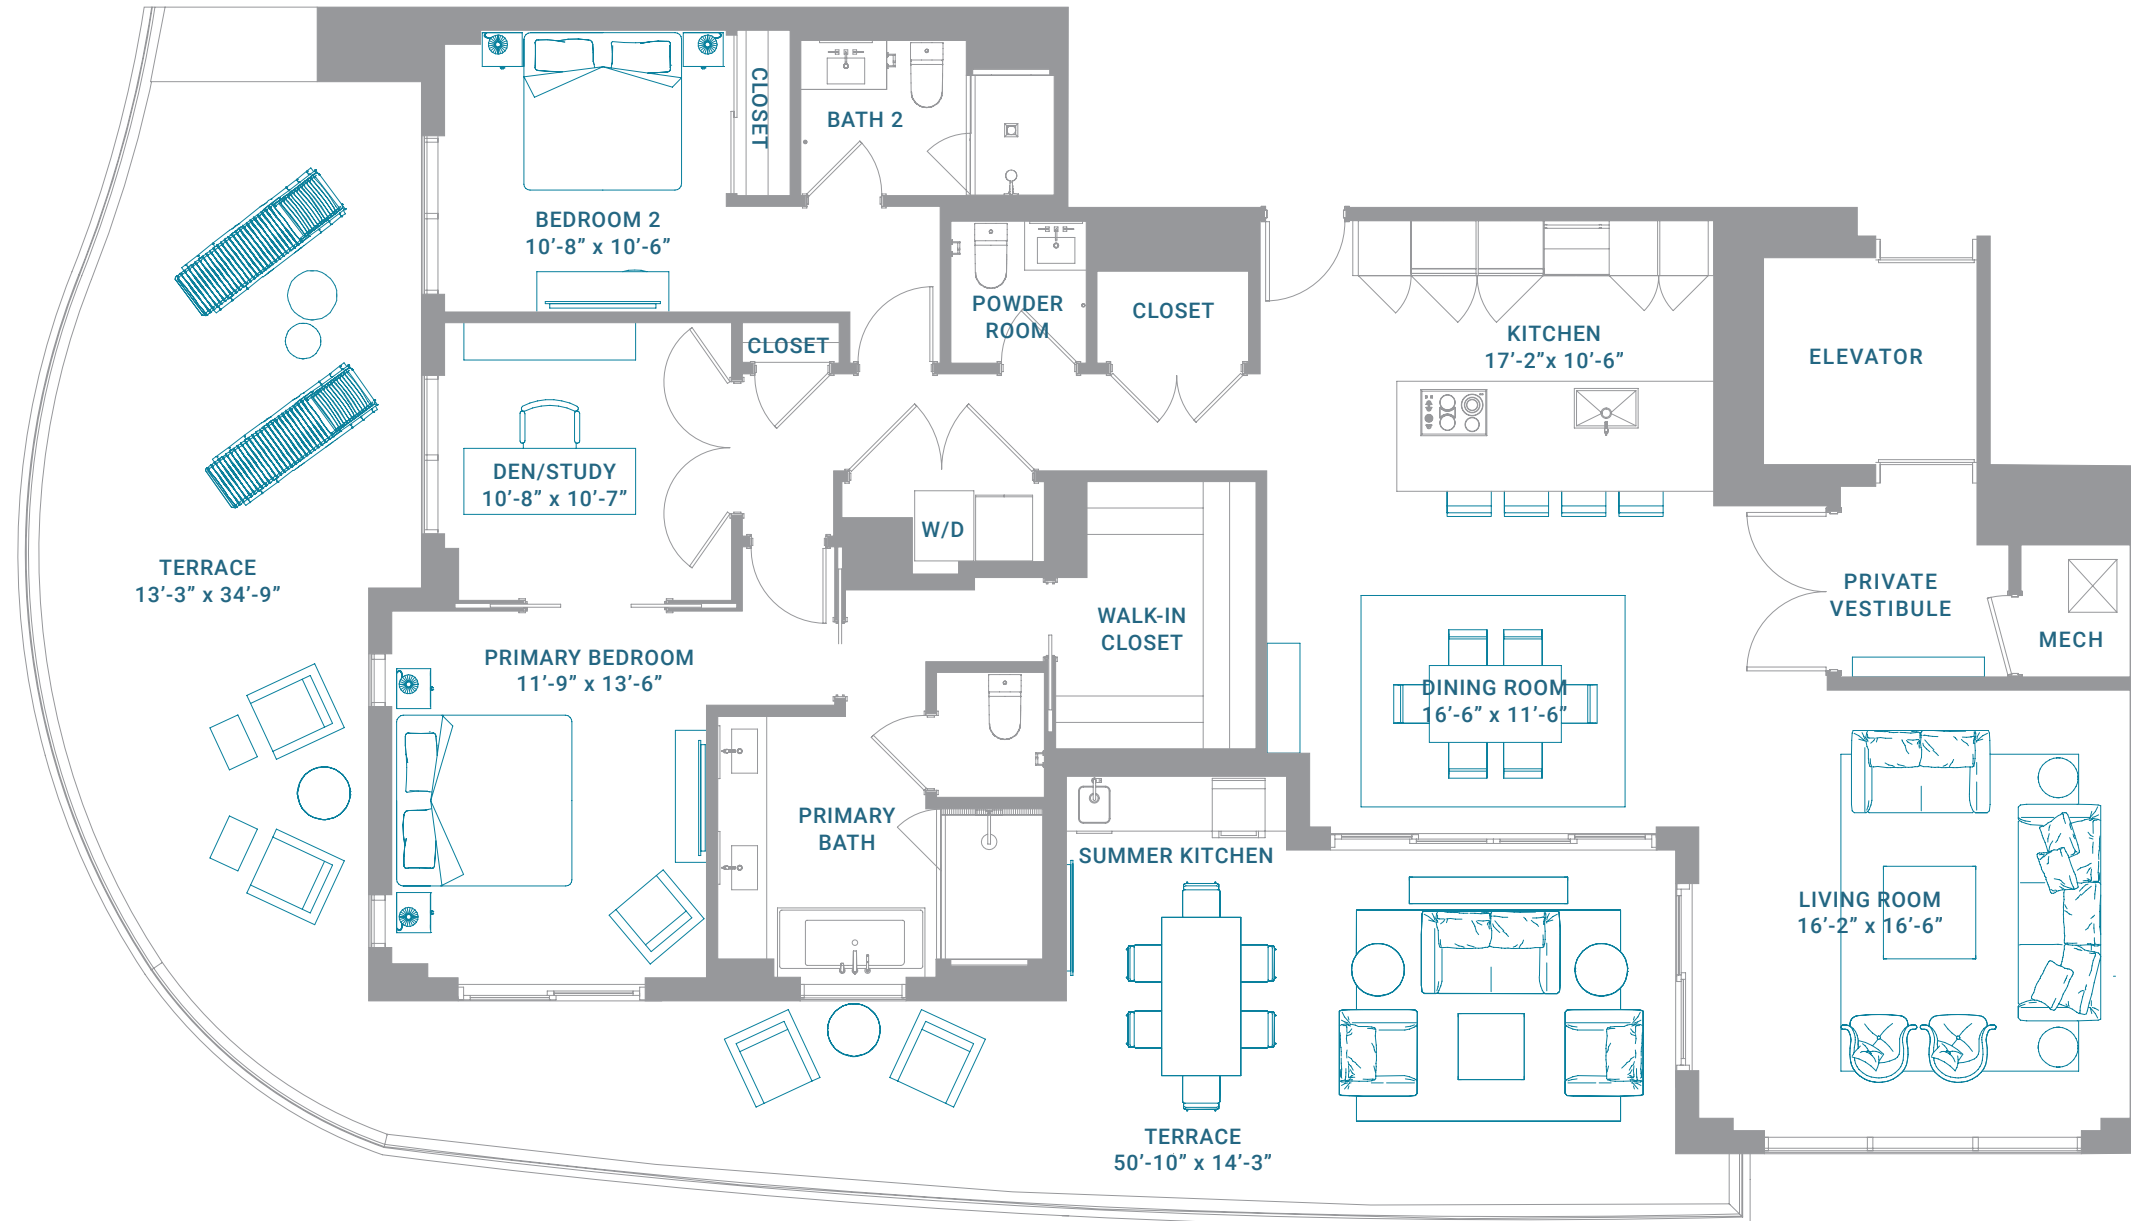 CLOSET
BATH 2
BEDROOM 2
10’-8” x 10’-6”
POWDER
ROOM
CLOSET
CLOSET
KITCHEN
17’-2”x 10’-6”
ELEVATOR
DEN/STUDY
10’-8” x 10’-7”
W/D
TERRACE
13’-3” x 34’-9”
PRIVATE
VESTIBULE
MECH
WALK-IN
CLOSET
PRIMARY BEDROOM
11’-9” x 13’-6”
DINING ROOM
16’-6” x 11’-6”
PRIMARY
BATH
SUMMER KITCHEN
LIVING ROOM
16’-2” x 16’-6”
TERRACE
50’-10” x 14’-3”